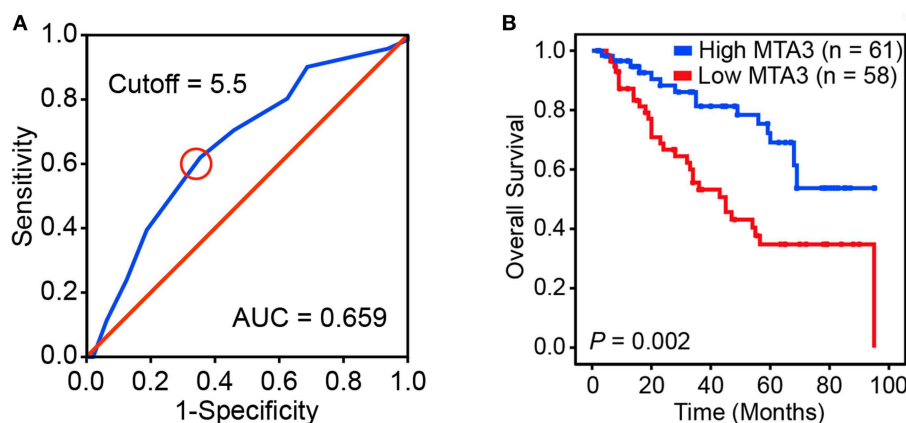 A
1.0
0.8
0.6
0.4
0.2
0.0
Sensitivity
Cutoff = 5.5
AUC = 0.659
0.0 0.2 0.4 0.6 0.8 1.0
1-Specificity
B
1.0
0.8
0.6
0.4
0.2
0.0
Overall Survival
High MTA3 (n = 61)
Low MTA3 (n = 58)
P = 0.002
0 20 40 60 80 100
Time (Months)